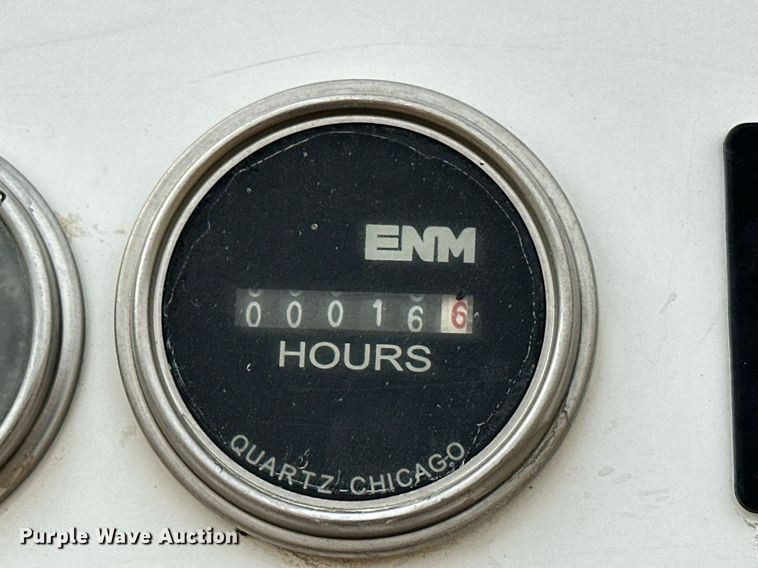 ENM
000166
HOURS
QUARTZ CHICAGO
Purple Wave Auction